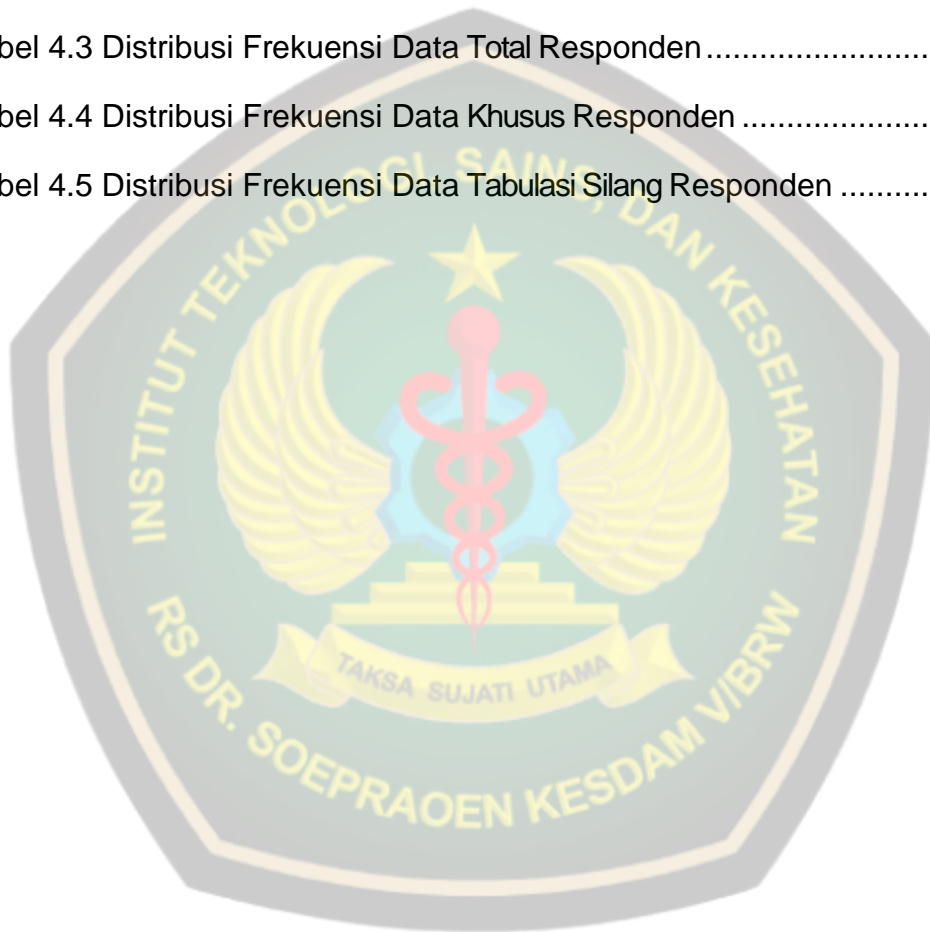 bel 4.3 Distribusi Frekuensi Data Total Responden ........................
bel 4.4 Distribusi Frekuensi Data Khusus Responden .....................
bel 4.5 Distribusi Frekuensi Data Tabulasi Silang Responden ..........
INSTITUT TEKNOLOGI, SAINS, DAN KESEHATAN
TAKSA SUJATI UTAMA
RS DR. SOEPRAOEN KESDAM V/BRW